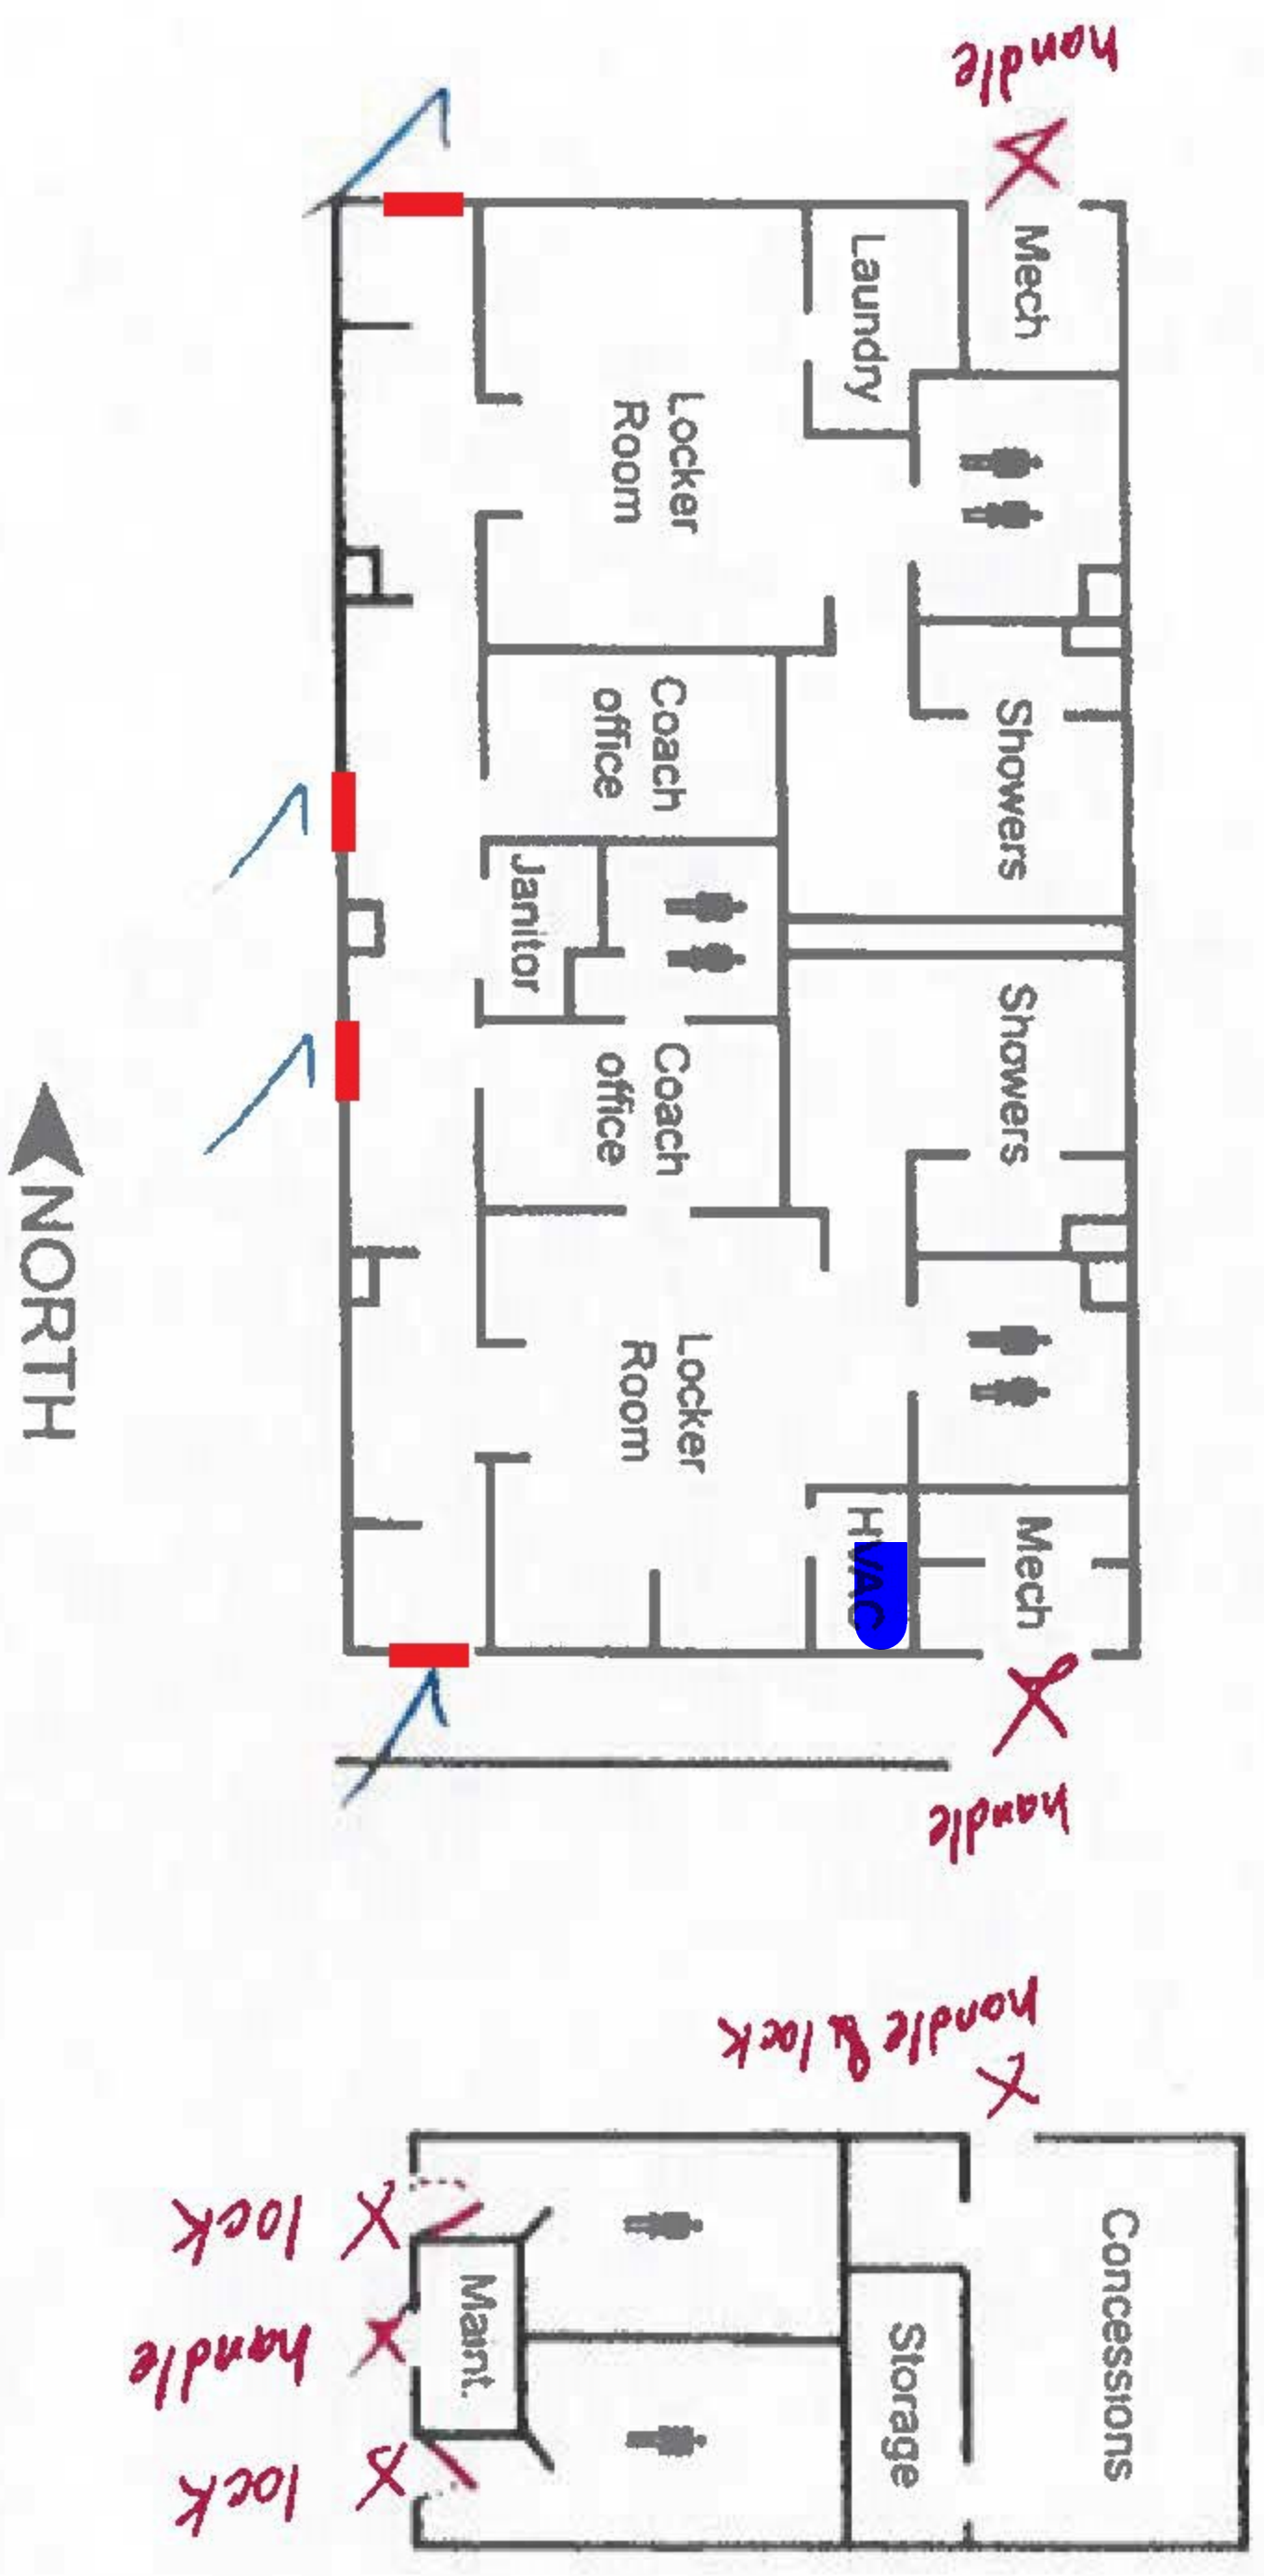 handle
Mech
Laundry
Locker
Room
Showers
Coach
office
Janitor
Showers
Coach
office
Locker
Room
HVAC
Mech
NORTH
handle
handle & lock
Concessions
lock
Maint.
Storage
handle
lock